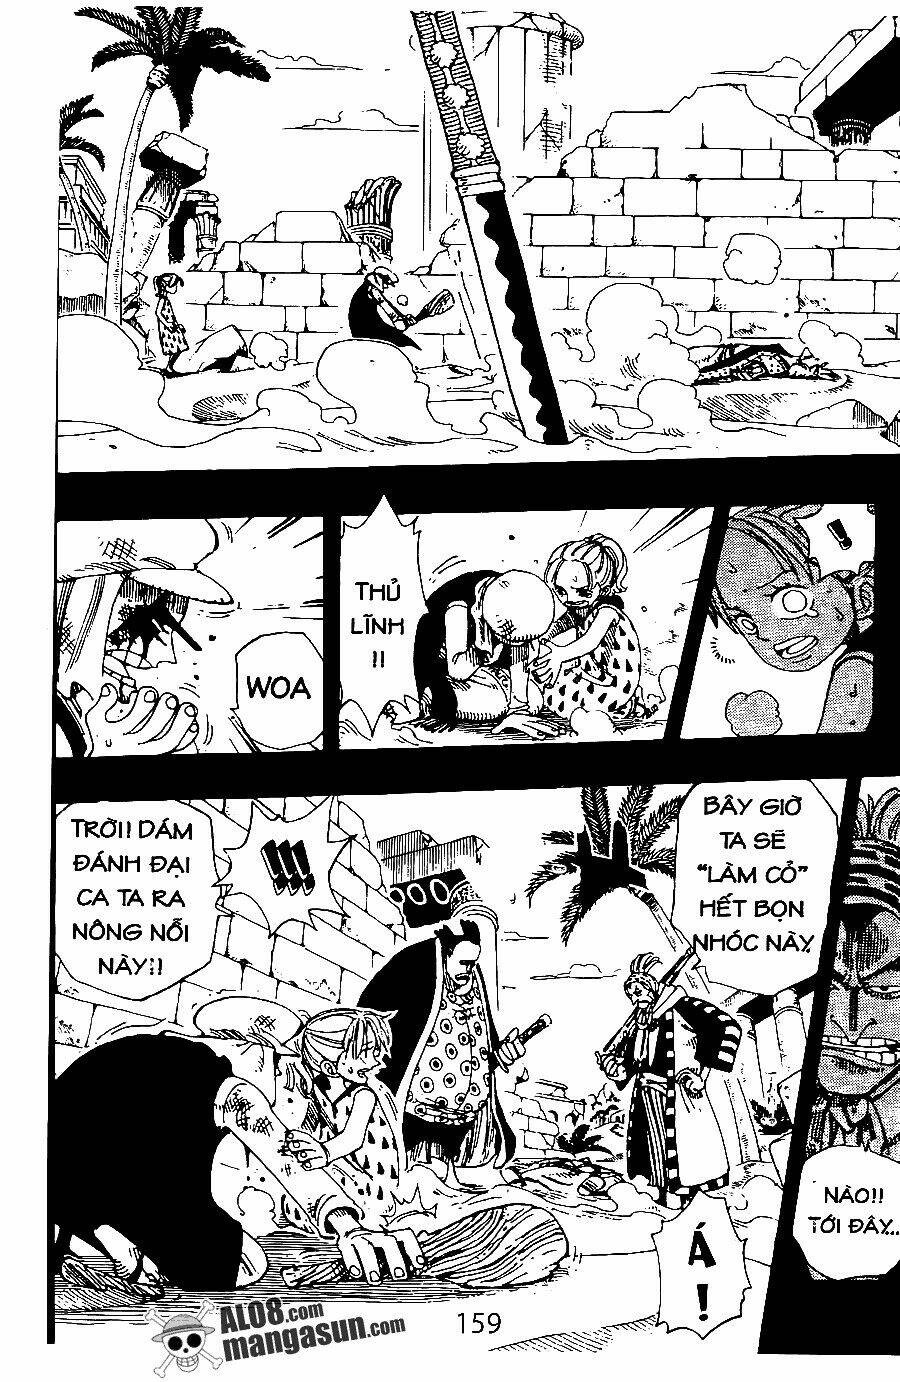 !
THỦ
LĨNH
!!
WOA
BÂY GIỜ
TA SẼ
“LÀM CỎ”
HẾT BỌN
NHÓC NÀY.
!!!
TRỜI! DÁM
ĐÁNH ĐẠI
CA TA RA
NÔNG NỖI
NÀY!!
NÀO!!
TỚI ĐÂY...
Á
!
159
ALO8.com
mangasun.com